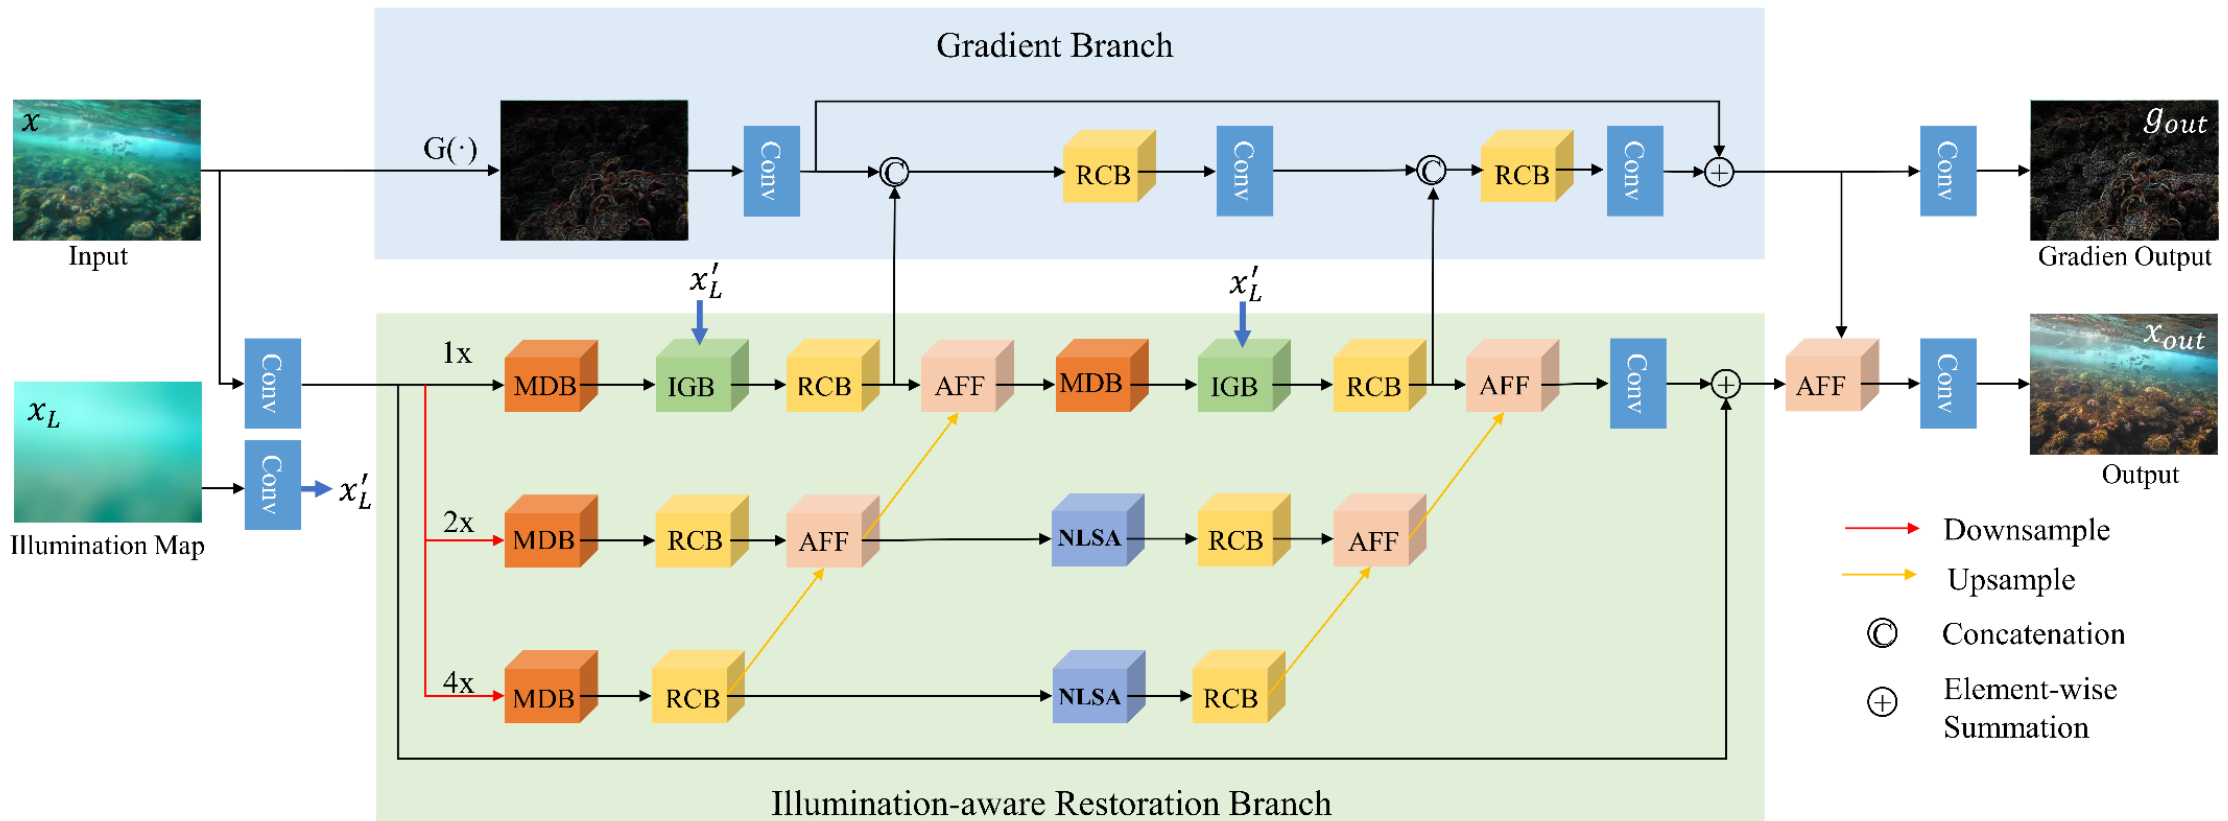 Gradient Branch
x
Input
G(·)
Conv
C
RCB
Conv
C
RCB
Conv
+
Conv
g_out
Gradien Output
x'_L
x'_L
Conv
1x
MDB
IGB
RCB
AFF
MDB
IGB
RCB
AFF
Conv
+
AFF
Conv
x_out
Output
x_L
Illumination Map
Conv
x'_L
2x
MDB
RCB
AFF
NLSA
RCB
AFF
4x
MDB
RCB
NLSA
RCB
Illumination-aware Restoration Branch
Downsample
Upsample
C Concatenation
+ Element-wise
Summation